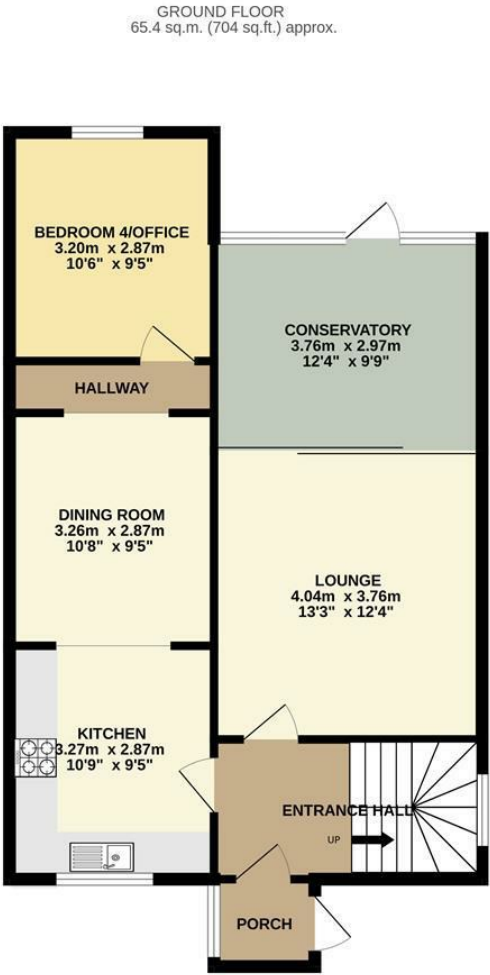 GROUND FLOOR
65.4 sq.m. (704 sq.ft.) approx.
BEDROOM 4/OFFICE
3.20m x 2.87m
10'6" x 9'5"
CONSERVATORY
3.76m x 2.97m
12'4" x 9'9"
HALLWAY
DINING ROOM
3.26m x 2.87m
10'8" x 9'5"
LOUNGE
4.04m x 3.76m
13'3" x 12'4"
KITCHEN
3.27m x 2.87m
10'9" x 9'5"
ENTRANCE HALL
UP
PORCH